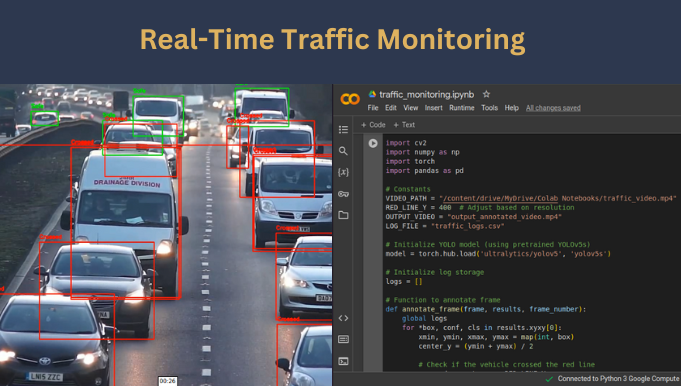 Real-Time Traffic Monitoring
DRAINAGE DIVISION
LN15 ZZC
00:26
traffic_monitoring.ipynb
File Edit View Insert Runtime Tools Help All changes saved
+ Code + Text
import cv2
import numpy as np
import torch
import pandas as pd
# Constants
VIDEO_PATH = "/content/drive/MyDrive/Colab Notebooks/traffic_video.mp4"
RED_LINE_Y = 400 # Adjust based on resolution
OUTPUT_VIDEO = "output_annotated_video.mp4"
LOG_FILE = "traffic_logs.csv"
# Initialize YOLO model (using pretrained YOLOv5s)
model = torch.hub.load('ultralytics/yolov5', 'yolov5s')
# Initialize log storage
logs = []
# Function to annotate frame
def annotate_frame(frame, results, frame_number):
global logs
for *box, conf, cls in results.xyxy[0]:
xmin, ymin, xmax, ymax = map(int, box)
center_y = (ymin + ymax) / 2
# Check if the vehicle crossed the red line
Connected to Python 3 Google Compute